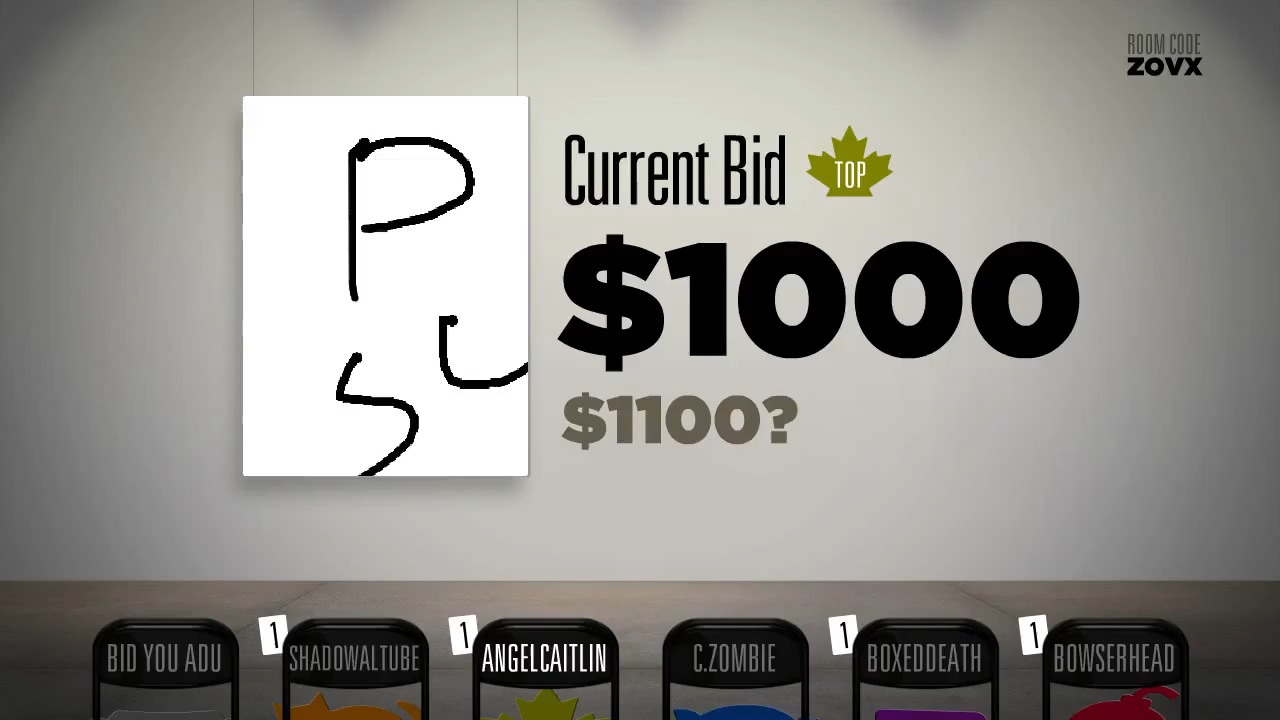 ROOM CODE
ZOVX
P
U
S
Current Bid TOP
$1000
$1100?
1 1 1 1
BID YOU ADU SHADOWALTUBE ANGELCAITLIN C.ZOMBIE BOXEDDEATH BOWSERHEAD